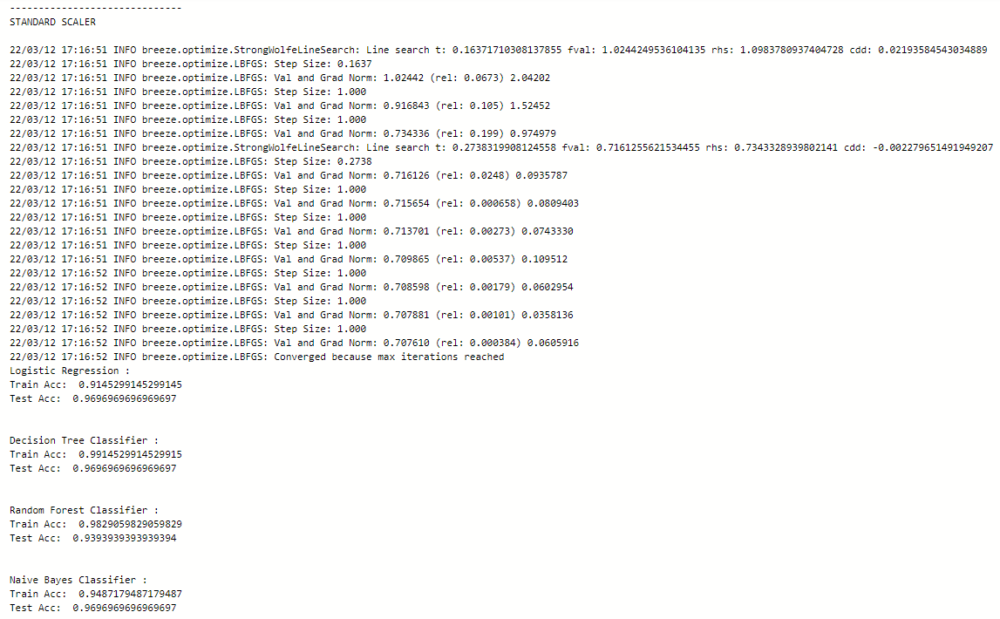 ------------------------------
STANDARD SCALER
22/03/12 17:16:51 INFO breeze.optimize.StrongWolfeLineSearch: Line search t: 0.16371710308137855 fval: 1.0244249536104135 rhs: 1.0983780937404728 cdd: 0.02193584543034889
22/03/12 17:16:51 INFO breeze.optimize.LBFGS: Step Size: 0.1637
22/03/12 17:16:51 INFO breeze.optimize.LBFGS: Val and Grad Norm: 1.02442 (rel: 0.0673) 2.04202
22/03/12 17:16:51 INFO breeze.optimize.LBFGS: Step Size: 1.000
22/03/12 17:16:51 INFO breeze.optimize.LBFGS: Val and Grad Norm: 0.916843 (rel: 0.105) 1.52452
22/03/12 17:16:51 INFO breeze.optimize.LBFGS: Step Size: 1.000
22/03/12 17:16:51 INFO breeze.optimize.LBFGS: Val and Grad Norm: 0.734336 (rel: 0.199) 0.974979
22/03/12 17:16:51 INFO breeze.optimize.StrongWolfeLineSearch: Line search t: 0.2738319908124558 fval: 0.7161255621534455 rhs: 0.7343328939802141 cdd: -0.002279651491949207
22/03/12 17:16:51 INFO breeze.optimize.LBFGS: Step Size: 0.2738
22/03/12 17:16:51 INFO breeze.optimize.LBFGS: Val and Grad Norm: 0.716126 (rel: 0.0248) 0.0935787
22/03/12 17:16:51 INFO breeze.optimize.LBFGS: Step Size: 1.000
22/03/12 17:16:51 INFO breeze.optimize.LBFGS: Val and Grad Norm: 0.715654 (rel: 0.000658) 0.0809403
22/03/12 17:16:51 INFO breeze.optimize.LBFGS: Step Size: 1.000
22/03/12 17:16:51 INFO breeze.optimize.LBFGS: Val and Grad Norm: 0.713701 (rel: 0.00273) 0.0743330
22/03/12 17:16:51 INFO breeze.optimize.LBFGS: Step Size: 1.000
22/03/12 17:16:51 INFO breeze.optimize.LBFGS: Val and Grad Norm: 0.709865 (rel: 0.00537) 0.109512
22/03/12 17:16:52 INFO breeze.optimize.LBFGS: Step Size: 1.000
22/03/12 17:16:52 INFO breeze.optimize.LBFGS: Val and Grad Norm: 0.708598 (rel: 0.00179) 0.0602954
22/03/12 17:16:52 INFO breeze.optimize.LBFGS: Step Size: 1.000
22/03/12 17:16:52 INFO breeze.optimize.LBFGS: Val and Grad Norm: 0.707881 (rel: 0.00101) 0.0358136
22/03/12 17:16:52 INFO breeze.optimize.LBFGS: Step Size: 1.000
22/03/12 17:16:52 INFO breeze.optimize.LBFGS: Val and Grad Norm: 0.707610 (rel: 0.000384) 0.0605916
22/03/12 17:16:52 INFO breeze.optimize.LBFGS: Converged because max iterations reached
Logistic Regression :
Train Acc:  0.9145299145299145
Test Acc:  0.9696969696969697
Decision Tree Classifier :
Train Acc:  0.9914529914529915
Test Acc:  0.9696969696969697
Random Forest Classifier :
Train Acc:  0.9829059829059829
Test Acc:  0.9393939393939394
Naive Bayes Classifier :
Train Acc:  0.9487179487179487
Test Acc:  0.9696969696969697